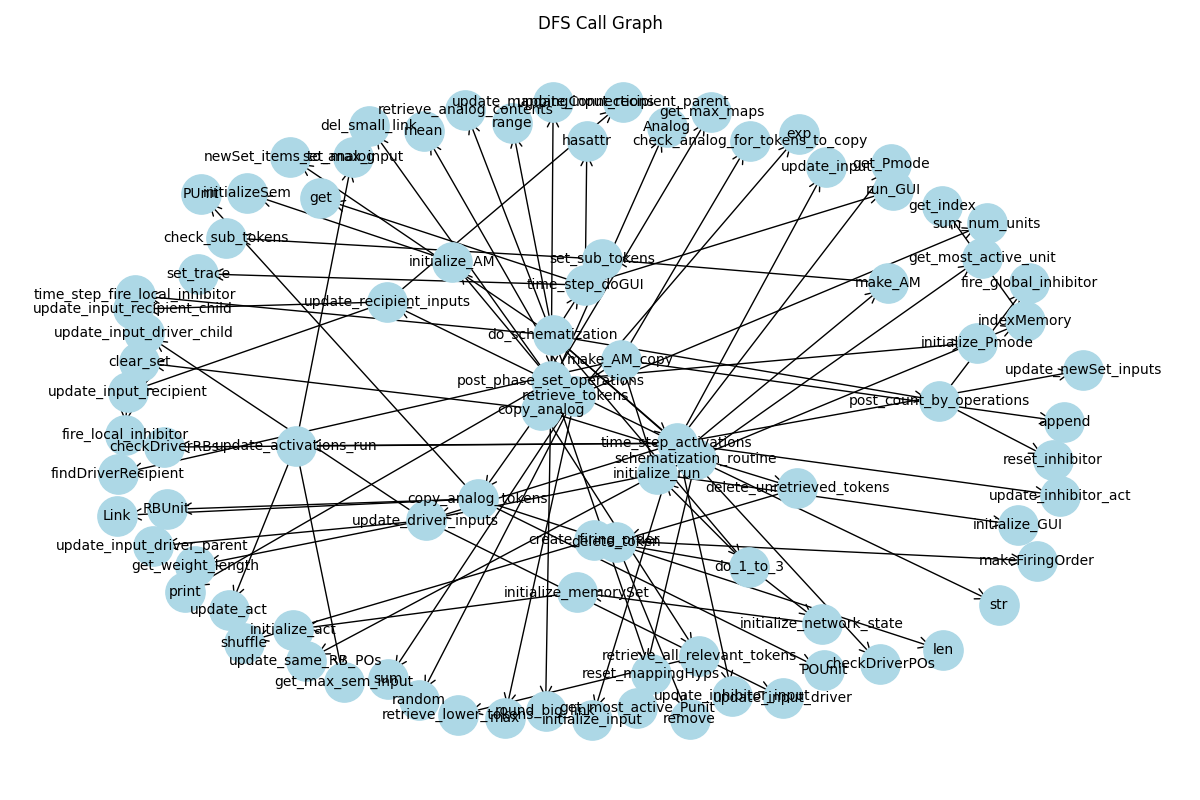 DFS Call Graph
update_mappingConnections
update_input_recipient_parent
retrieve_analog_contents
get_max_maps
range
del_small_link
mean
Analog
exp
hasattr
check_analog_for_tokens_to_copy
newSet_items_to_analog
set_max_input
get_Pmode
update_input
PUnit
initializeSem
get
run_GUI
get_index
sum_num_units
check_sub_tokens
set_sub_tokens
get_most_active_unit
initialize_AM
set_trace
time_step_doGUI
make_AM
fire_global_inhibitor
time_step_fire_local_inhibitor
update_recipient_inputs
update_input_recipient_child
indexMemory
update_input_driver_child
do_schematization
initialize_Pmode
clear_set
make_AM_copy
update_newSet_inputs
post_phase_set_operations
update_input_recipient
retrieve_tokens
post_count_by_operations
copy_analog
append
fire_local_inhibitor
checkDriverRBs
update_activations_run
time_step_activations
schematization_routine
reset_inhibitor
findDriverRecipient
initialize_run
delete_unretrieved_tokens
update_inhibitor_act
copy_analog_tokens
RBUnit
Link
update_driver_inputs
initialize_GUI
create_firing_order
delete_token
update_input_driver_parent
makeFiringOrder
get_weight_length
do_1_to_3
print
initialize_memorySet
str
update_act
initialize_act
initialize_network_state
shuffle
len
update_same_RB_POs
retrieve_all_relevant_tokens
checkDriverPOs
POUnit
reset_mappingHyps
get_max_sem_input
sum
random
update_inhibitor_input
update_input_driver
retrieve_lower_tokens
max
round_big_link
get_most_active_Punit
initialize_input
remove